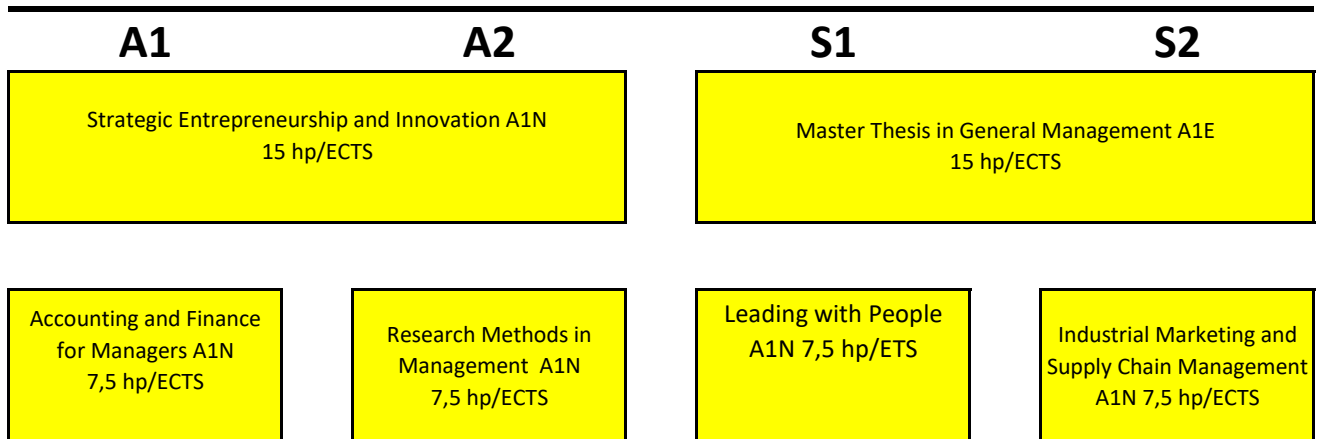 A1 A2 S1 S2
Strategic Entrepreneurship and Innovation A1N
15 hp/ECTS
Master Thesis in General Management A1E
15 hp/ECTS
Accounting and Finance
for Managers A1N
7,5 hp/ECTS
Research Methods in
Management A1N
7,5 hp/ECTS
Leading with People
A1N 7,5 hp/ETS
Industrial Marketing and
Supply Chain Management
A1N 7,5 hp/ECTS